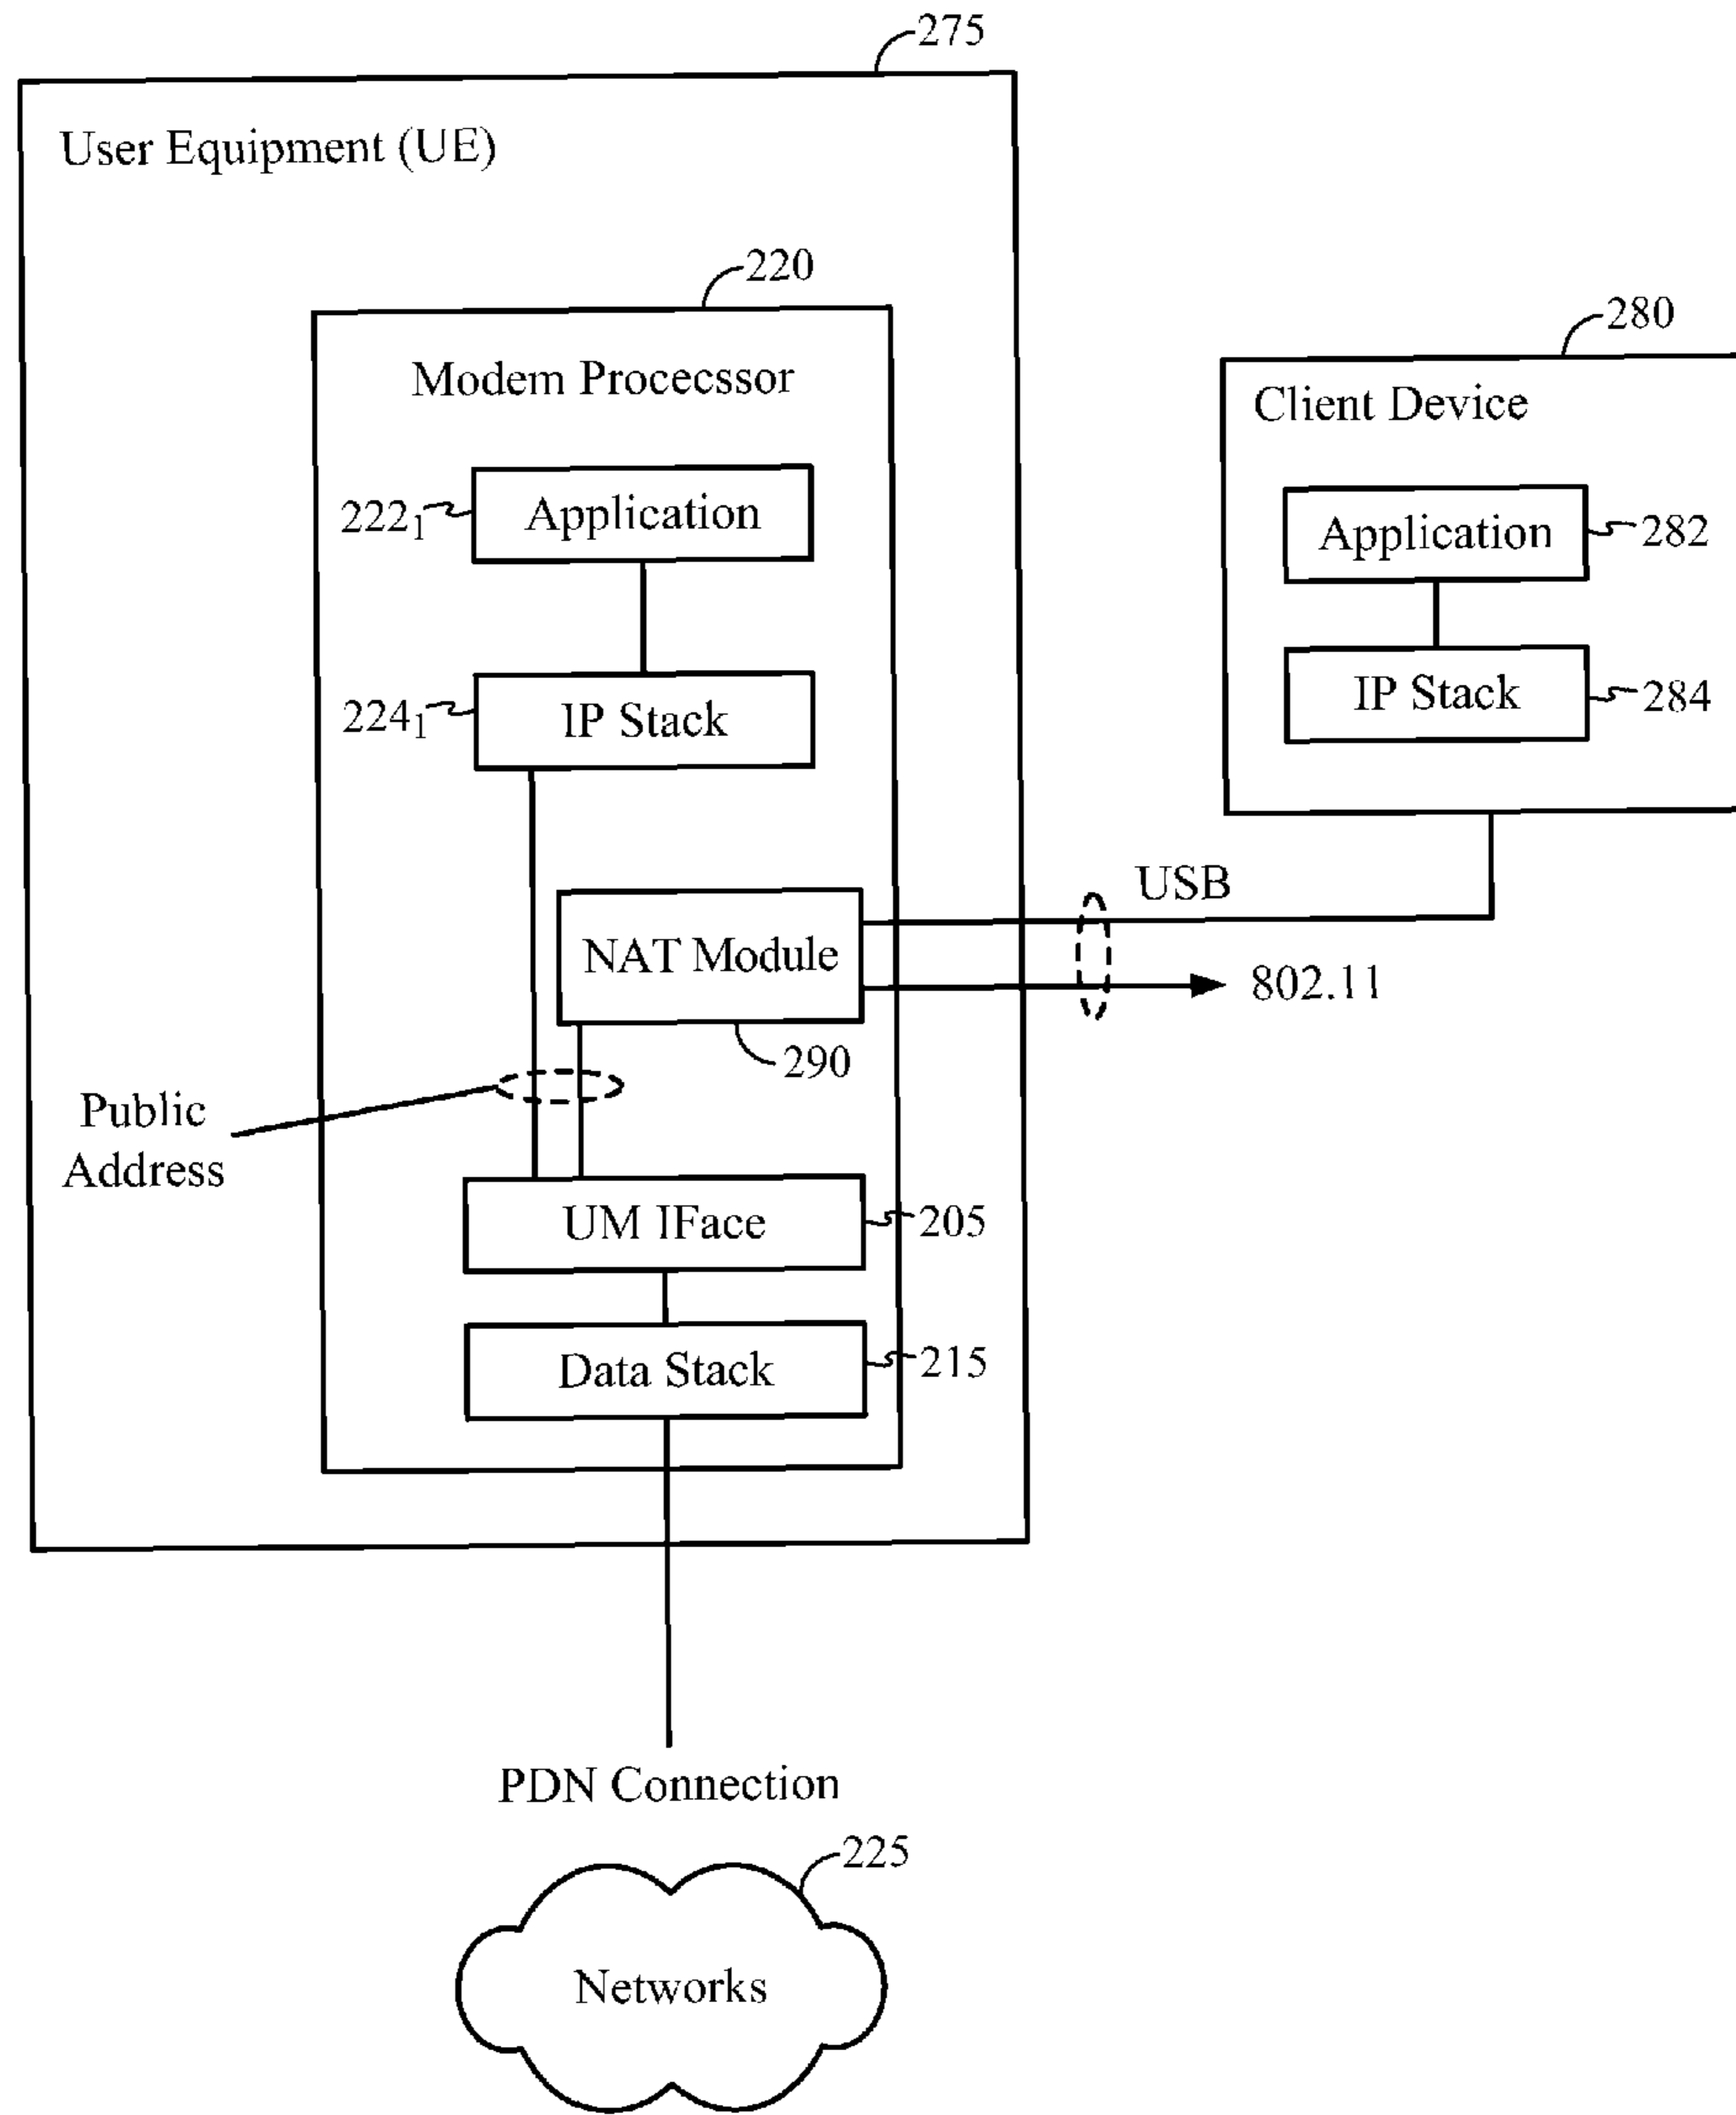 275
User Equipment (UE)
220
Modem Procecssor
222₁
Application
224₁
IP Stack
280
Client Device
Application
282
IP Stack
284
USB
NAT Module
802.11
290
Public
Address
UM IFace
205
Data Stack
215
PDN Connection
225
Networks